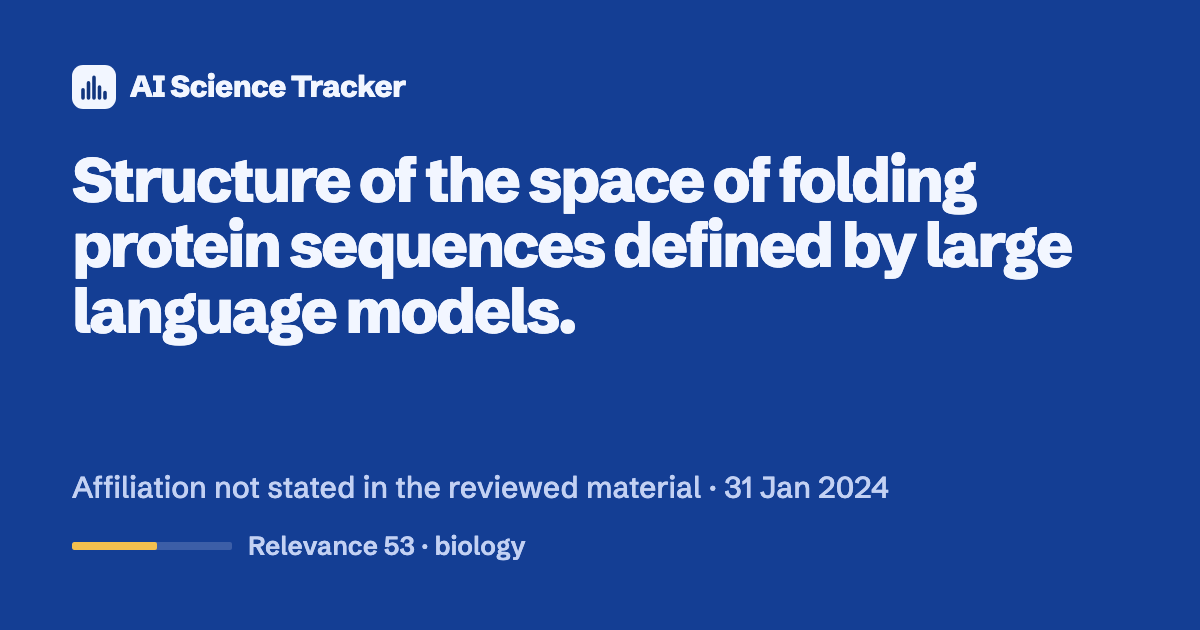 AI Science Tracker
Structure of the space of folding
protein sequences defined by large
language models.
Affiliation not stated in the reviewed material · 31 Jan 2024
Relevance 53 · biology